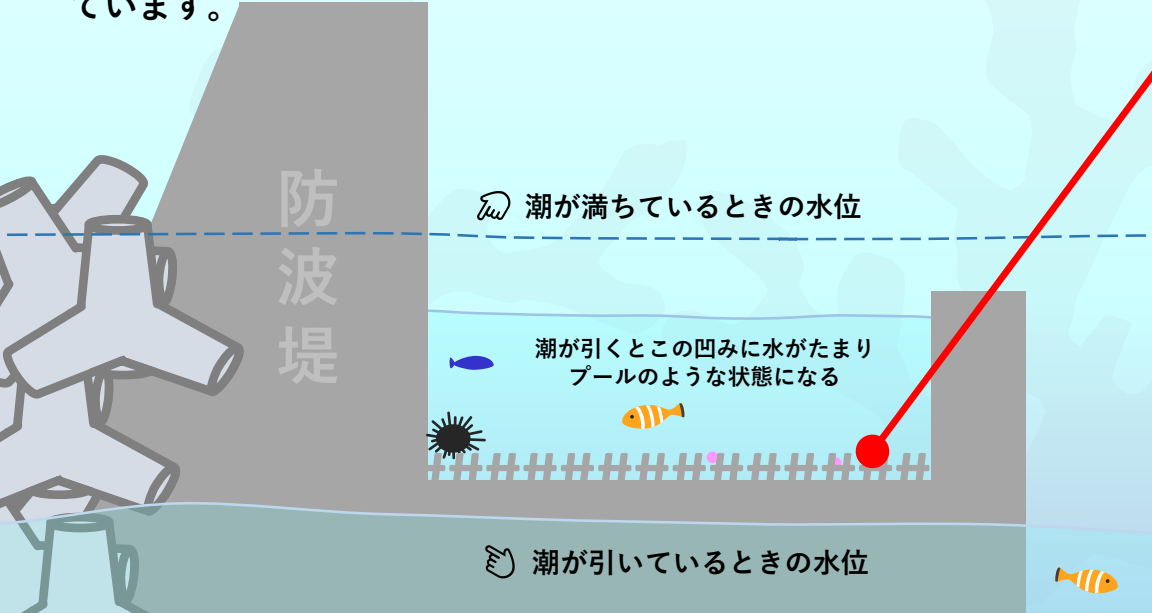 ています。
防波堤
潮が満ちているときの水位
潮が引くとこの凹みに水がたまり
プールのような状態になる
潮が引いているときの水位